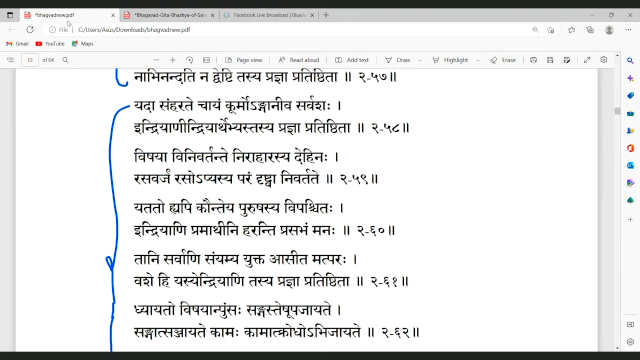 *bhagvadnew.pdf
*Bhagavad-Gita-Bhashya-of-San
Facebook Live broadcast | Busine
File
C:/Users/Asus/Downloads/bhagvadnew.pdf
Gmail
YouTube
Maps
12 of 64
Page view
Read aloud
Draw
Highlight
Erase
नाभिनन्दति न द्वेष्टि तस्य प्रज्ञा प्रतिष्ठिता ॥ २-५७॥
यदा संहरते चायं कूर्मोऽङ्गानीव सर्वशः ।
इन्द्रियाणीन्द्रियार्थेभ्यस्तस्य प्रज्ञा प्रतिष्ठिता ॥ २-५८॥
विषया विनिवर्तन्ते निराहारस्य देहिनः ।
रसवर्जं रसोऽप्यस्य परं दृष्ट्वा निवर्तते ॥ २-५९॥
यततो ह्यपि कौन्तेय पुरुषस्य विपश्चितः ।
इन्द्रियाणि प्रमाथीनि हरन्ति प्रसभं मनः ॥ २-६०॥
तानि सर्वाणि संयम्य युक्त आसीत मत्परः ।
वशे हि यस्येन्द्रियाणि तस्य प्रज्ञा प्रतिष्ठिता ॥ २-६१॥
ध्यायतो विषयान्पुंसः सङ्गस्तेषूपजायते ।
सङ्गात्सञ्जायते कामः कामात्क्रोधोऽभिजायते ॥ २-६२॥